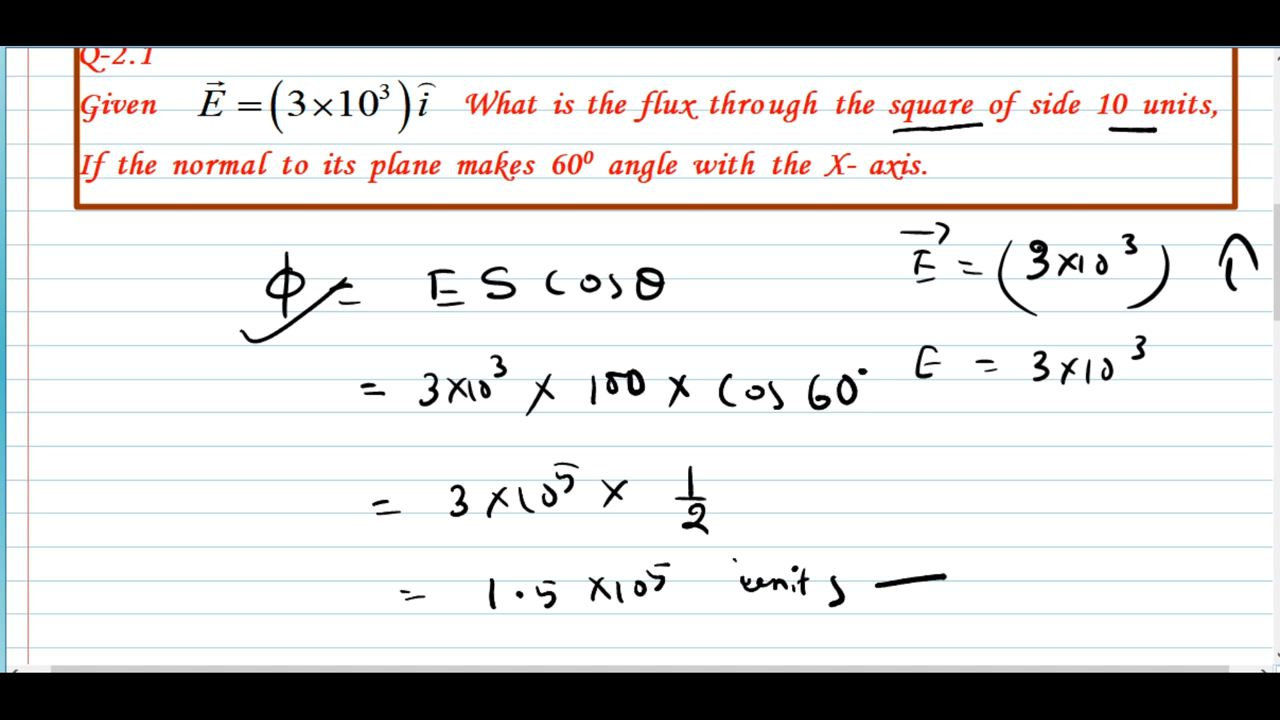 Q-2.1
Given E⃗ = (3×10³) î What is the flux through the square of side 10 units,
If the normal to its plane makes 60⁰ angle with the X- axis.
ϕ = E S cos θ
E⃗ = (3×10³) î
= 3×10³ × 100 × cos 60°
E = 3×10³
= 3×10⁵ × 1/2
= 1.5 ×10⁵ units